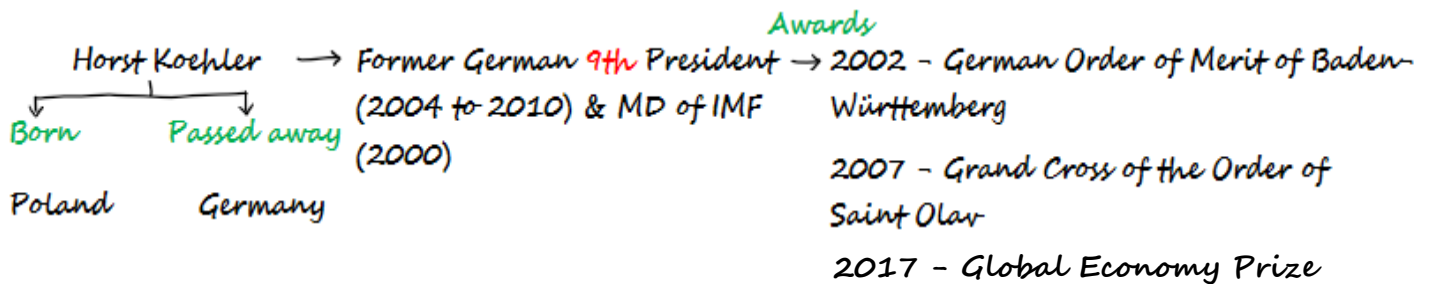 Awards
Horst Koehler → Former German 9th President → 2002 - German Order of Merit of Baden-
(2004 to 2010) & MD of IMF Württemberg
Born Passed away
(2000)
2007 - Grand Cross of the Order of
Poland Germany
Saint Olav
2017 - Global Economy Prize